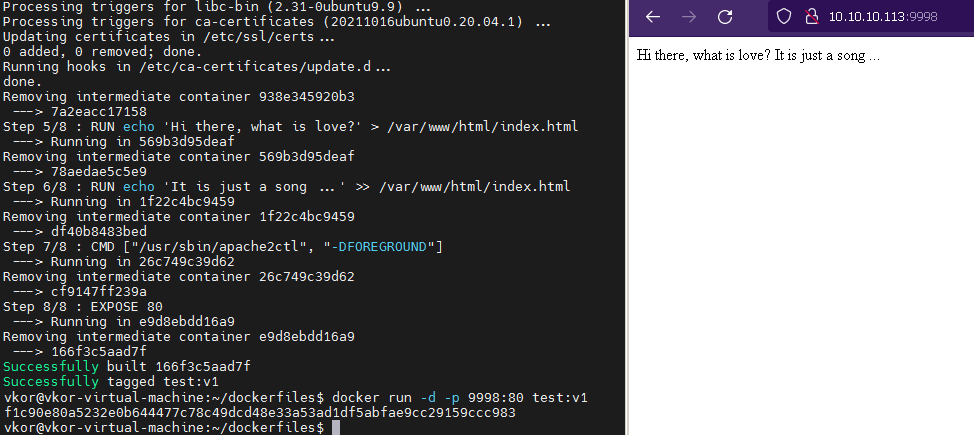 Processing triggers for libc-bin (2.31-0ubuntu9.9) ...
Processing triggers for ca-certificates (20211016ubuntu0.20.04.1) ...
Updating certificates in /etc/ssl/certs...
0 added, 0 removed; done.
Running hooks in /etc/ca-certificates/update.d...
done.
Removing intermediate container 938e345920b3
 ---> 7a2eacc17158
Step 5/8 : RUN echo 'Hi there, what is love?' > /var/www/html/index.html
 ---> Running in 569b3d95deaf
Removing intermediate container 569b3d95deaf
 ---> 78aedae5c5e9
Step 6/8 : RUN echo 'It is just a song ...' >> /var/www/html/index.html
 ---> Running in 1f22c4bc9459
Removing intermediate container 1f22c4bc9459
 ---> df40b8483bed
Step 7/8 : CMD ["/usr/sbin/apache2ctl", "-DFOREGROUND"]
 ---> Running in 26c749c39d62
Removing intermediate container 26c749c39d62
 ---> cf9147ff239a
Step 8/8 : EXPOSE 80
 ---> Running in e9d8ebdd16a9
Removing intermediate container e9d8ebdd16a9
 ---> 166f3c5aad7f
Successfully built 166f3c5aad7f
Successfully tagged test:v1
vkor@vkor-virtual-machine:~/dockerfiles$ docker run -d -p 9998:80 test:v1
f1c90e80a5232e0b644477c78c49dcd48e33a53ad1df5abfae9cc29159ccc983
vkor@vkor-virtual-machine:~/dockerfiles$
10.10.10.113:9998
Hi there, what is love? It is just a song ...